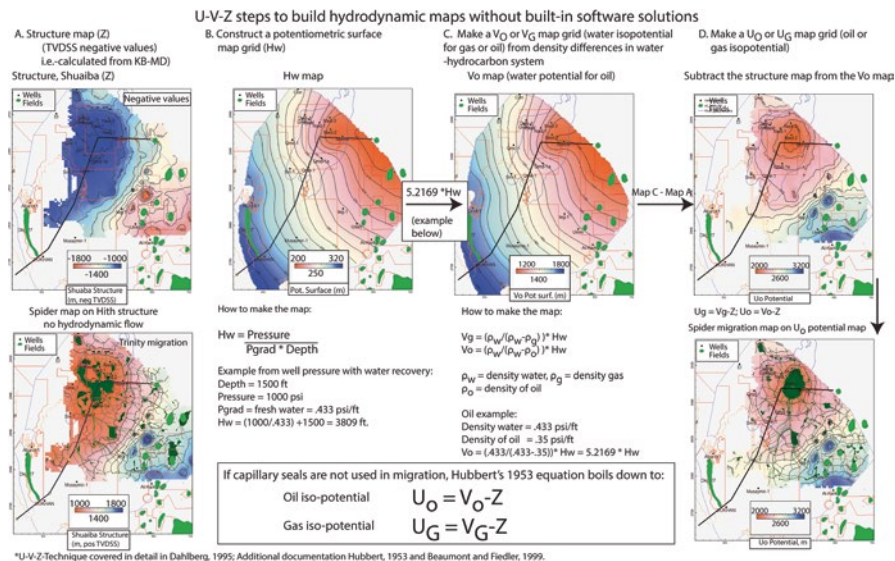 U-V-Z steps to build hydrodynamic maps without built-in software solutions
A. Structure map (Z)
(TVDSS negative values)
i.e.-calculated from KB-MD)
Structure, Shuaiba (Z)
Wells
Fields
Negative values
-1800 -1000
-1400
Shuaiba Structure
(m, neg TVDSS)
Spider map on Hith structure
no hydrodynamic flow
Wells
Fields
Trinity migration
1000 1800
1400
Shuaiba Structure
(m, pos TVDSS)
B. Construct a potentiometric surface
map grid (Hw)
Hw map
Wells
Fields
200 320
250
Pot. Surface (m)
How to make the map:
Hw = Pressure
Pgrad * Depth
Example from well pressure with water recovery:
Depth = 1500 ft
Pressure = 1000 psi
Pgrad = fresh water = .433 psi/ft
Hw = (1000/.433) +1500 = 3809 ft.
5.2169 *Hw
(example
below)
C. Make a VO or VG map grid (water isopotential
for gas or oil) from density differences in water
-hydrocarbon system
Vo map (water potential for oil)
Wells
Fields
1200 1800
1400
Vo Pot surf. (m)
How to make the map:
Vg = (ρw/(ρw-ρg))* Hw
Vo = (ρw/(ρw-ρo))* Hw
ρw = density water, ρg = density gas
ρo = density of oil
Oil example:
Density water = .433 psi/ft
Density of oil = .35 psi/ft
Vo = (.433/(.433-.35))* Hw = 5.2169 * Hw
Map C - Map A
D. Make a UO or UG map grid (oil or
gas isopotential)
Subtract the structure map from the Vo map
Wells
Fields
2000 3200
2600
Uo Potential
Ug = Vg-Z; Uo = Vo-Z
Spider migration map on UO potential map
Wells
Fields
2000 3200
2600
Uo Potential, m
If capillary seals are not used in migration, Hubbert's 1953 equation boils down to:
Oil iso-potential UO = VO-Z
Gas iso-potential UG = VG-Z
*U-V-Z-Technique covered in detail in Dahlberg, 1995; Additional documentation Hubbert, 1953 and Beaumont and Fiedler, 1999.